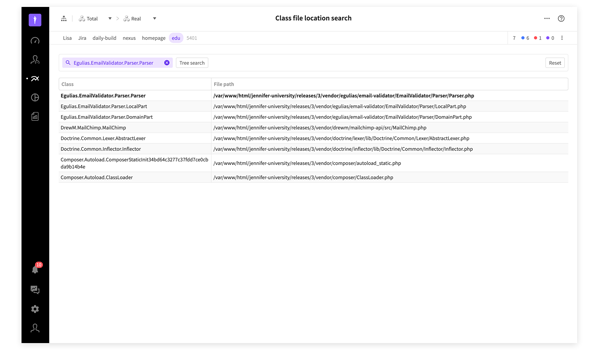 Total > Real
Class file location search
Lisa Jira daily-build nexus homepage edu 5401
T 6 1 0
Egulias.EmailValidator.Parser.Parser Tree search Reset
Class File path
Egulias.EmailValidator.Parser.Parser /var/www/html/jennifer-university/releases/3/vendor/egulias/email-validator/EmailValidator/Parser/Parser.php
Egulias.EmailValidator.Parser.LocalPart /var/www/html/jennifer-university/releases/3/vendor/egulias/email-validator/EmailValidator/Parser/LocalPart.php
Egulias.EmailValidator.Parser.DomainPart /var/www/html/jennifer-university/releases/3/vendor/egulias/email-validator/EmailValidator/Parser/DomainPart.php
DrewM.MailChimp.MailChimp /var/www/html/jennifer-university/releases/3/vendor/drewm/mailchimp-api/src/MailChimp.php
Doctrine.Common.Lexer.AbstractLexer /var/www/html/jennifer-university/releases/3/vendor/doctrine/lexer/lib/Doctrine/Common/Lexer/AbstractLexer.php
Doctrine.Common.Inflector.Inflector /var/www/html/jennifer-university/releases/3/vendor/doctrine/inflector/lib/Doctrine/Common/Inflector/Inflector.php
Composer.Autoload.ComposerStaticInit34bd64c3277c37fdd7ce0cb
da9b14b4e /var/www/html/jennifer-university/releases/3/vendor/composer/autoload_static.php
Composer.Autoload.ClassLoader /var/www/html/jennifer-university/releases/3/vendor/composer/ClassLoader.php